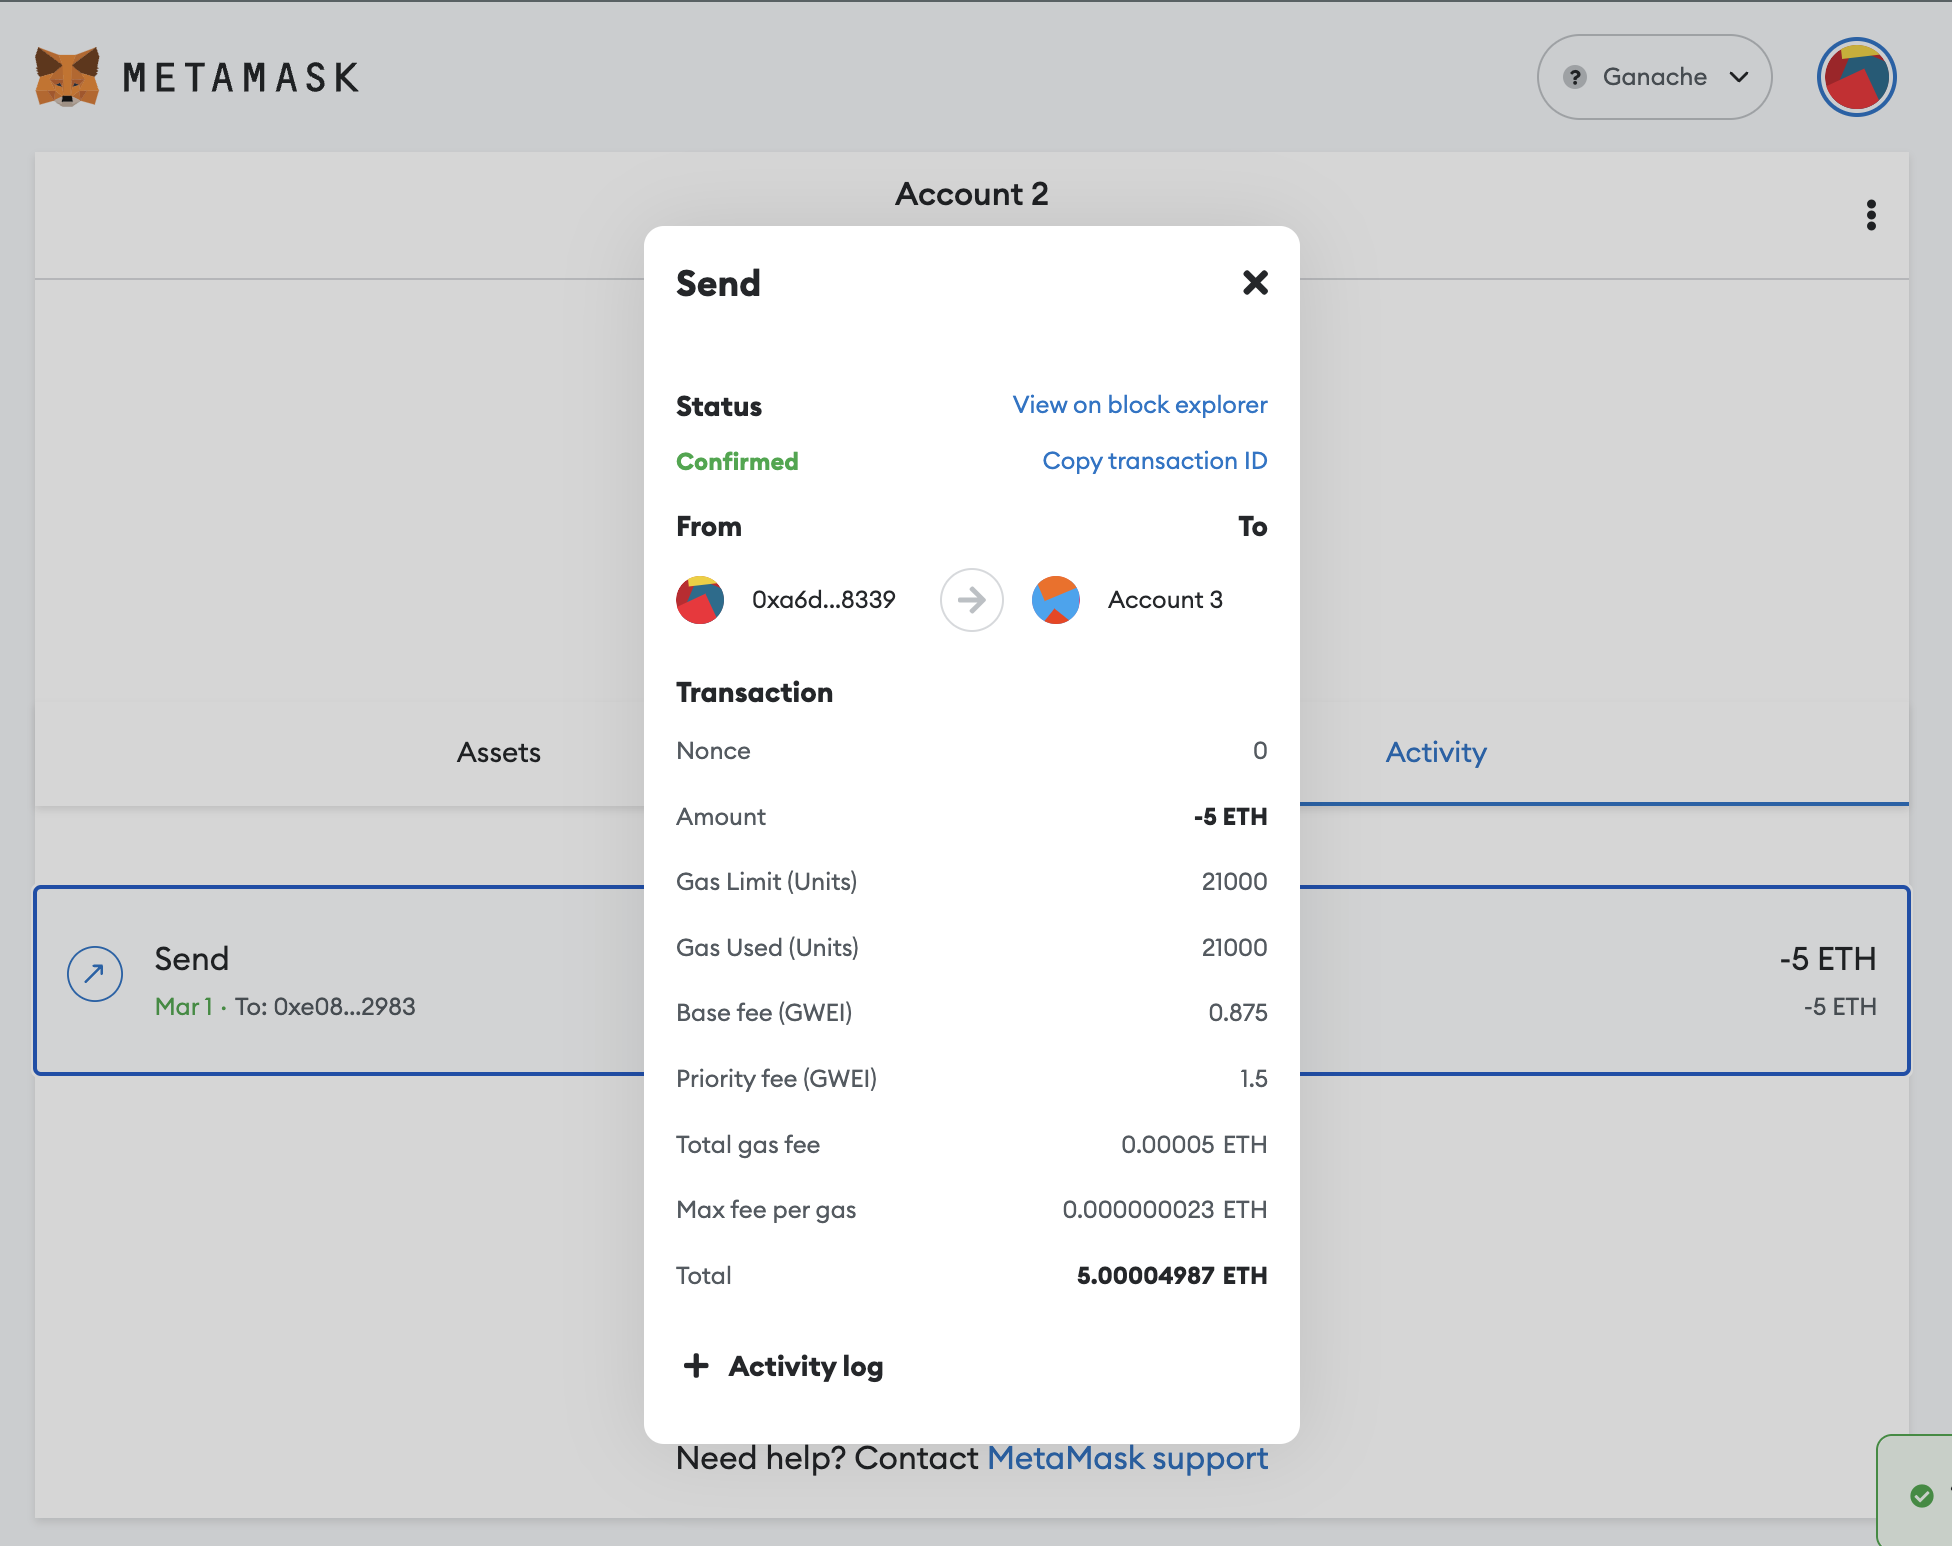 METAMASK
? Ganache
Account 2
Send
Status View on block explorer
Confirmed Copy transaction ID
From To
0xa6d...8339 Account 3
Transaction
Nonce 0
Assets Activity
Amount -5 ETH
Gas Limit (Units) 21000
Gas Used (Units) 21000
Send -5 ETH
Mar 1 · To: 0xe08...2983 -5 ETH
Base fee (GWEI) 0.875
Priority fee (GWEI) 1.5
Total gas fee 0.00005 ETH
Max fee per gas 0.000000023 ETH
Total 5.00004987 ETH
+ Activity log
Need help? Contact MetaMask support